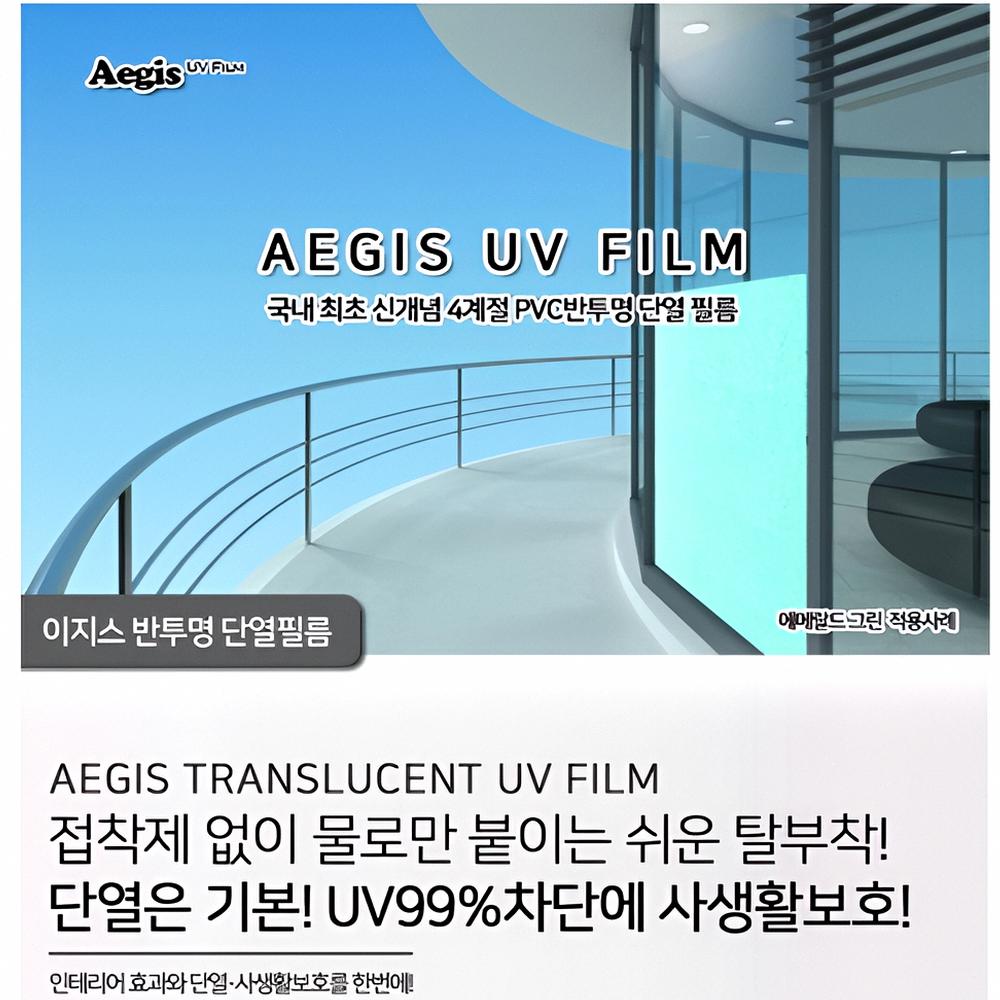 Aegis UV FILM
AEGIS UV FILM
국내 최초 신개념 4계절 PVC반투명 단열 필름
이지스 반투명 단열필름
에메랄드그린 적용사례
AEGIS TRANSLUCENT UV FILM
접착제 없이 물로만 붙이는 쉬운 탈부착!
단열은 기본! UV99%차단에 사생활보호!
인테리어 효과와 단열·사생활보호를 한번에!